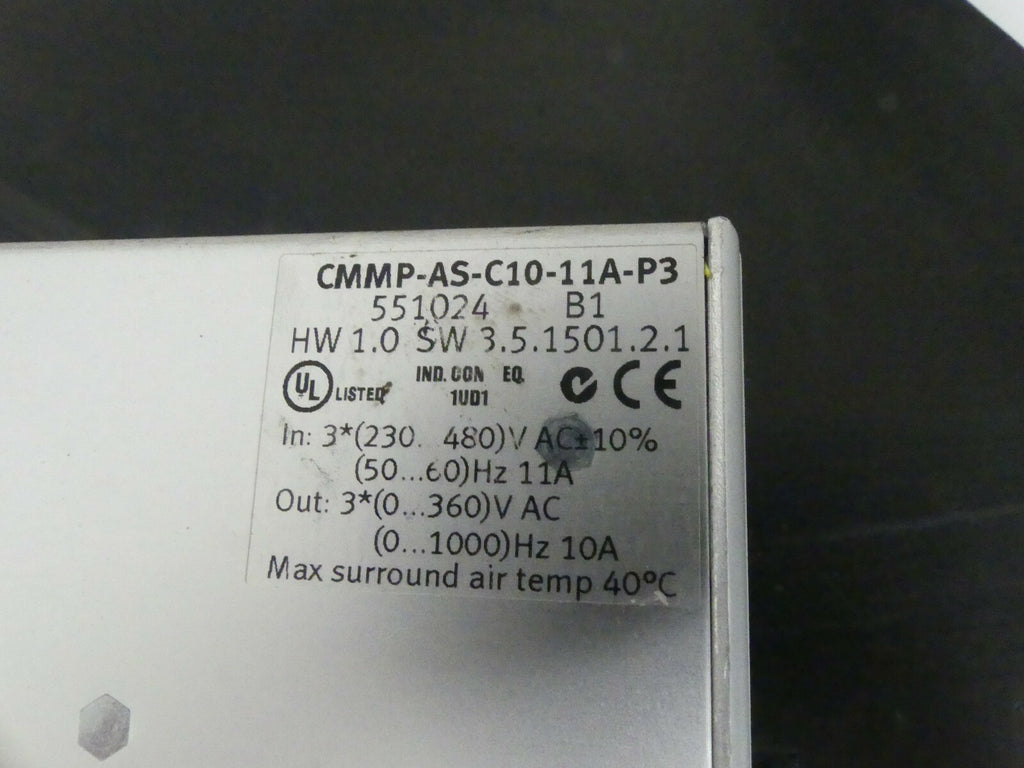 CMMP-AS-C10-11A-P3
551024 B1
HW 1.0 SW 3.5.1501.2.1
UL LISTED IND. CON EQ. 1UD1 CE
In: 3*(230...480)V AC±10%
(50...60)Hz 11A
Out: 3*(0...360)V AC
(0...1000)Hz 10A
Max surround air temp 40°C